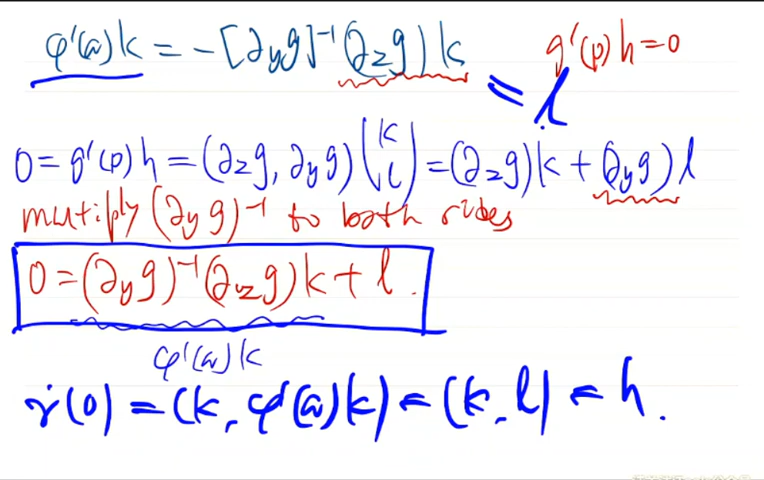 φ'(a)k = -[∂yg]⁻¹(∂zg)k g'(p)h=0
= l
0=g'(p)h=(∂zg, ∂yg)(k l)=(∂zg)k+(∂yg)l
multiply (∂yg)⁻¹ to both sides
0=(∂yg)⁻¹(∂zg)k+l.
φ'(a)k
γ̇(0)=(k, φ'(a)k)=(k, l)=h.